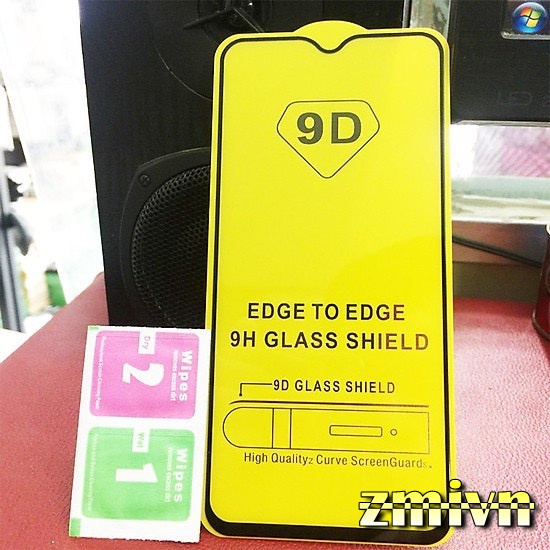 9D
EDGE TO EDGE
9H GLASS SHIELD
9D GLASS SHIELD
High Quality2 Curve ScreenGuards
Wipes
Dry
2
Wipes
Wet
1
zmivn